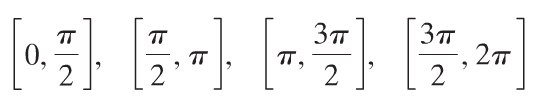 [0, π/2], [π/2, π], [π, 3π/2], [3π/2, 2π]